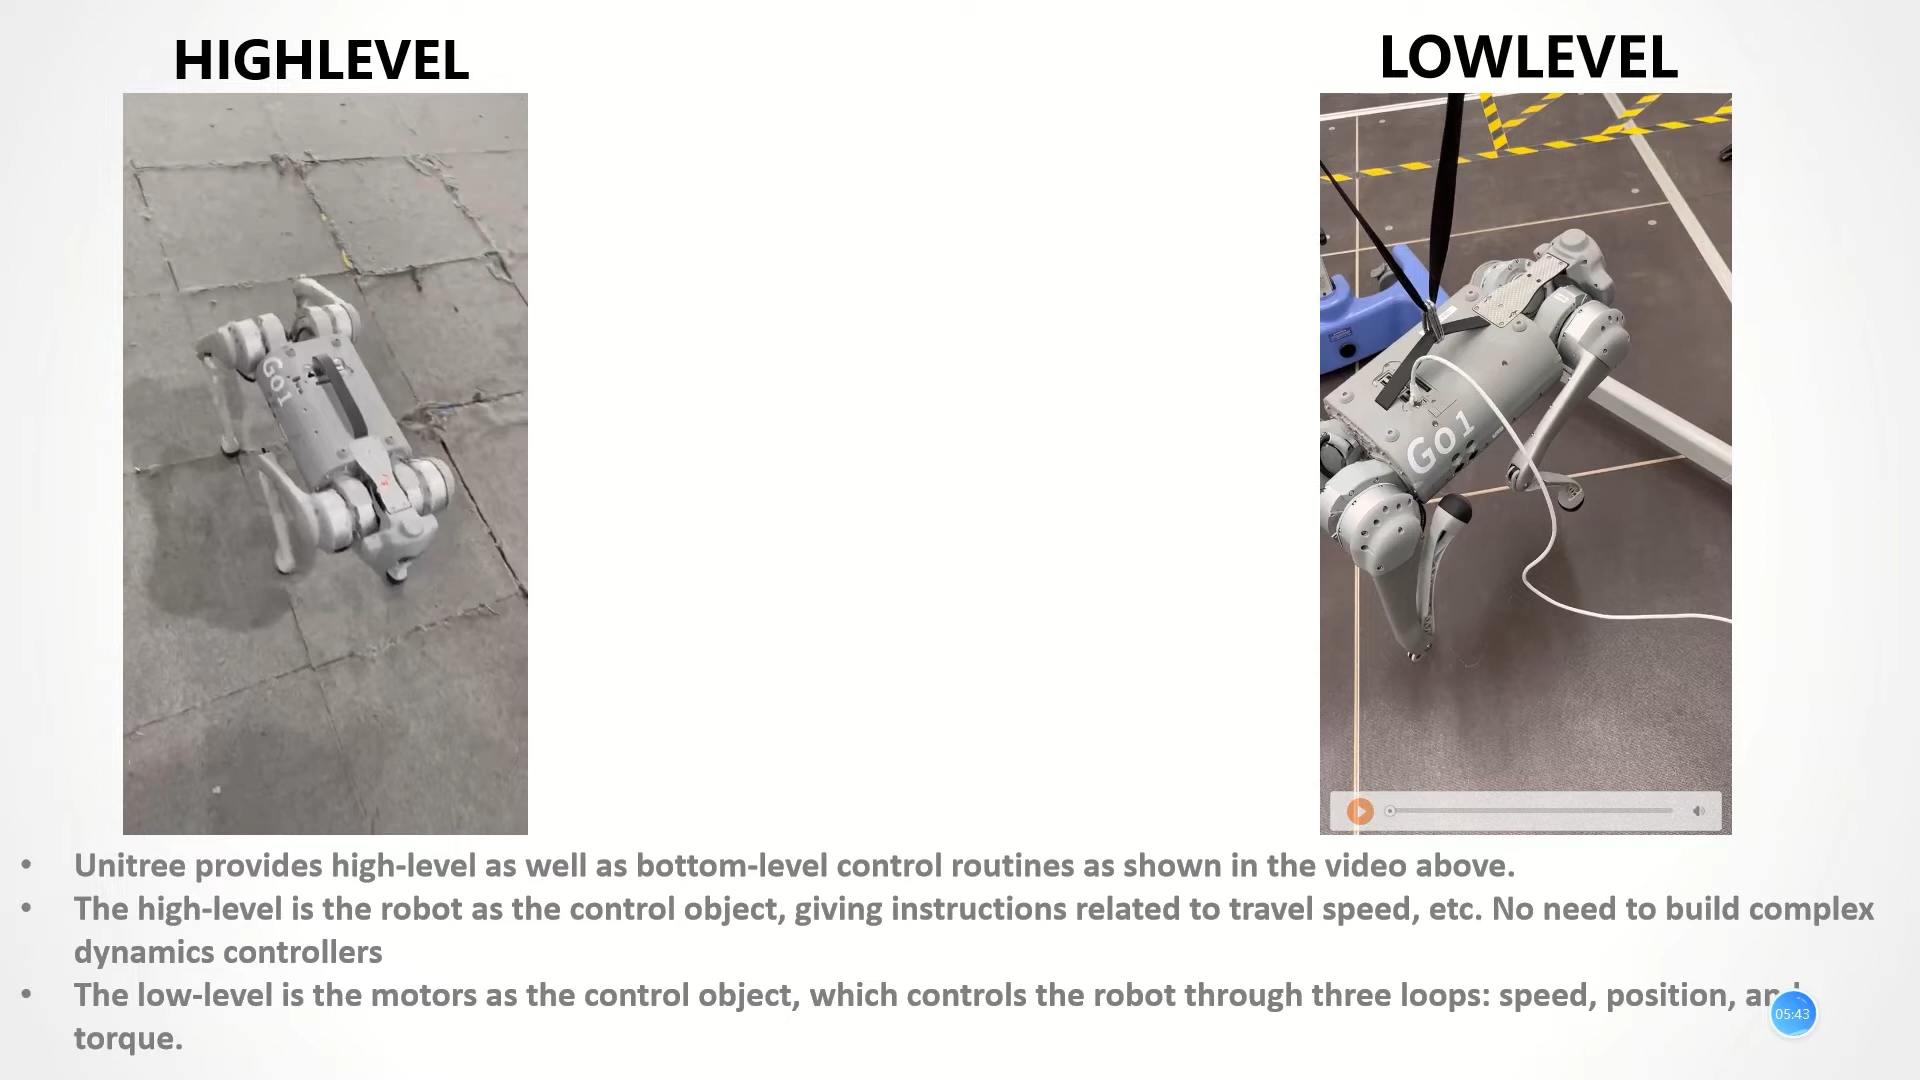 HIGHLEVEL
LOWLEVEL
Go1
Go1
• Unitree provides high-level as well as bottom-level control routines as shown in the video above.
• The high-level is the robot as the control object, giving instructions related to travel speed, etc. No need to build complex
dynamics controllers
• The low-level is the motors as the control object, which controls the robot through three loops: speed, position, and
torque.
05:43